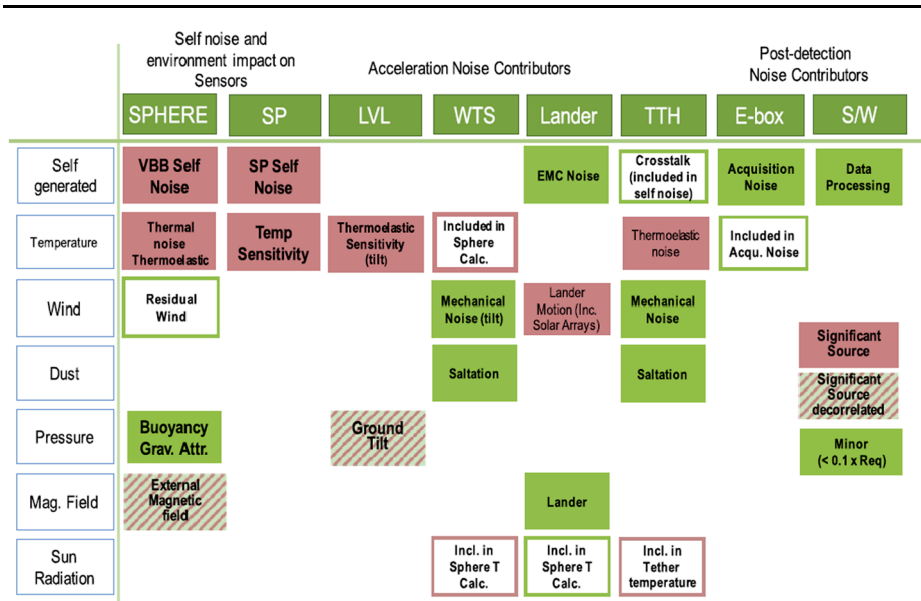 Self noise and
environment impact on
Sensors
Acceleration Noise Contributors
Post-detection
Noise Contributors
SPHERE
SP
LVL
WTS
Lander
TTH
E-box
S/W
Self
generated
VBB Self
Noise
SP Self
Noise
EMC Noise
Crosstalk
(included in
self noise)
Acquisition
Noise
Data
Processing
Temperature
Thermal
noise
Thermoelastic
Temp
Sensitivity
Thermoelastic
Sensitivity
(tilt)
Included in
Sphere
Calc.
Thermoelastic
noise
Included in
Acqu. Noise
Wind
Residual
Wind
Mechanical
Noise (tilt)
Lander
Motion (Inc.
Solar Arrays)
Mechanical
Noise
Significant
Source
Dust
Saltation
Saltation
Significant
Source
decorrelated
Pressure
Buoyancy
Grav. Attr.
Ground
Tilt
Minor
(< 0.1 x Req)
Mag. Field
External
Magnetic
field
Lander
Sun
Radiation
Incl. in
Sphere T
Calc.
Incl. in
Sphere T
Calc.
Incl. in
Tether
temperature